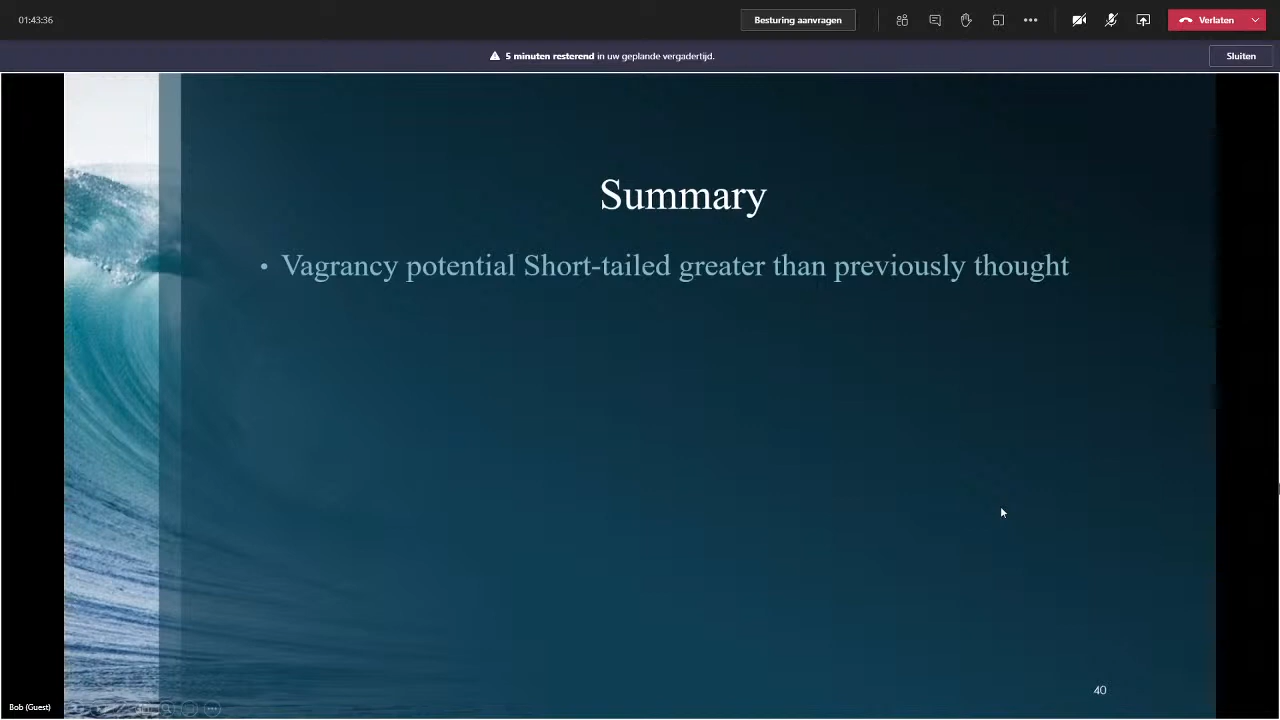 01:43:36
Besturing aanvragen
Verlaten
5 minuten resterend in uw geplande vergadertijd.
Sluiten
Summary
• Vagrancy potential Short-tailed greater than previously thought
40
Bob (Guest)